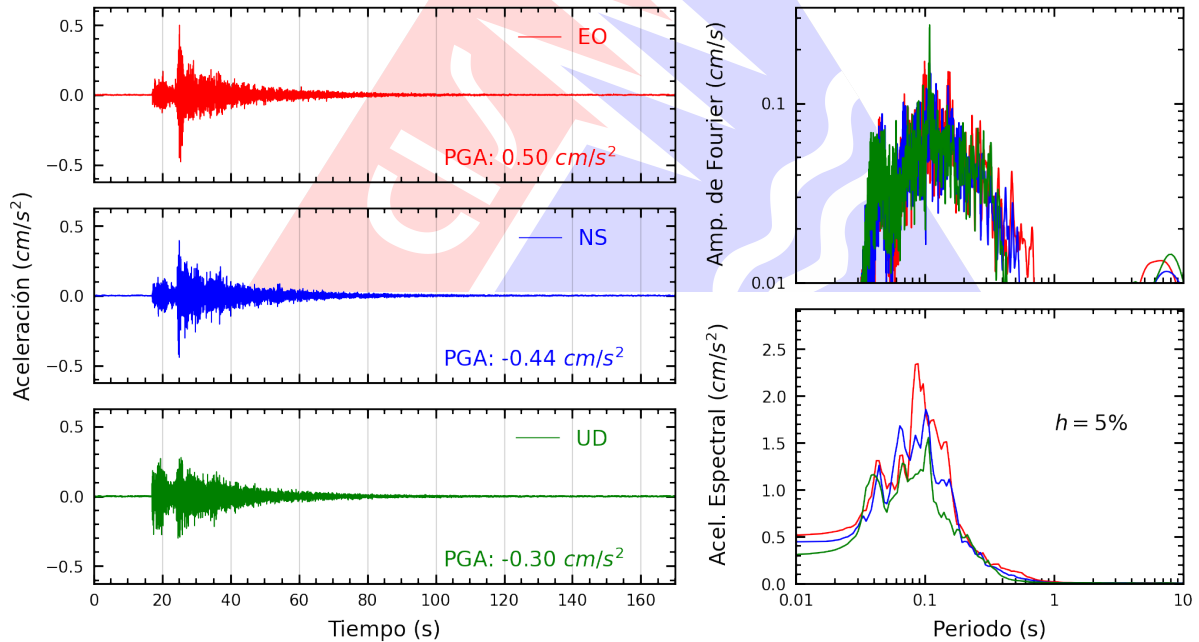 Aceleración (cm/s²)
0.5
0.0
−0.5
EO
PGA: 0.50 cm/s²
0.5
0.0
−0.5
NS
PGA: -0.44 cm/s²
0.5
0.0
−0.5
UD
PGA: -0.30 cm/s²
0 20 40 60 80 100 120 140 160
Tiempo (s)
Amp. de Fourier (cm/s)
0.1
0.01
Acel. Espectral (cm/s²)
2.5
2.0
1.5
1.0
0.5
0.0
h = 5%
0.01 0.1 1 10
Periodo (s)